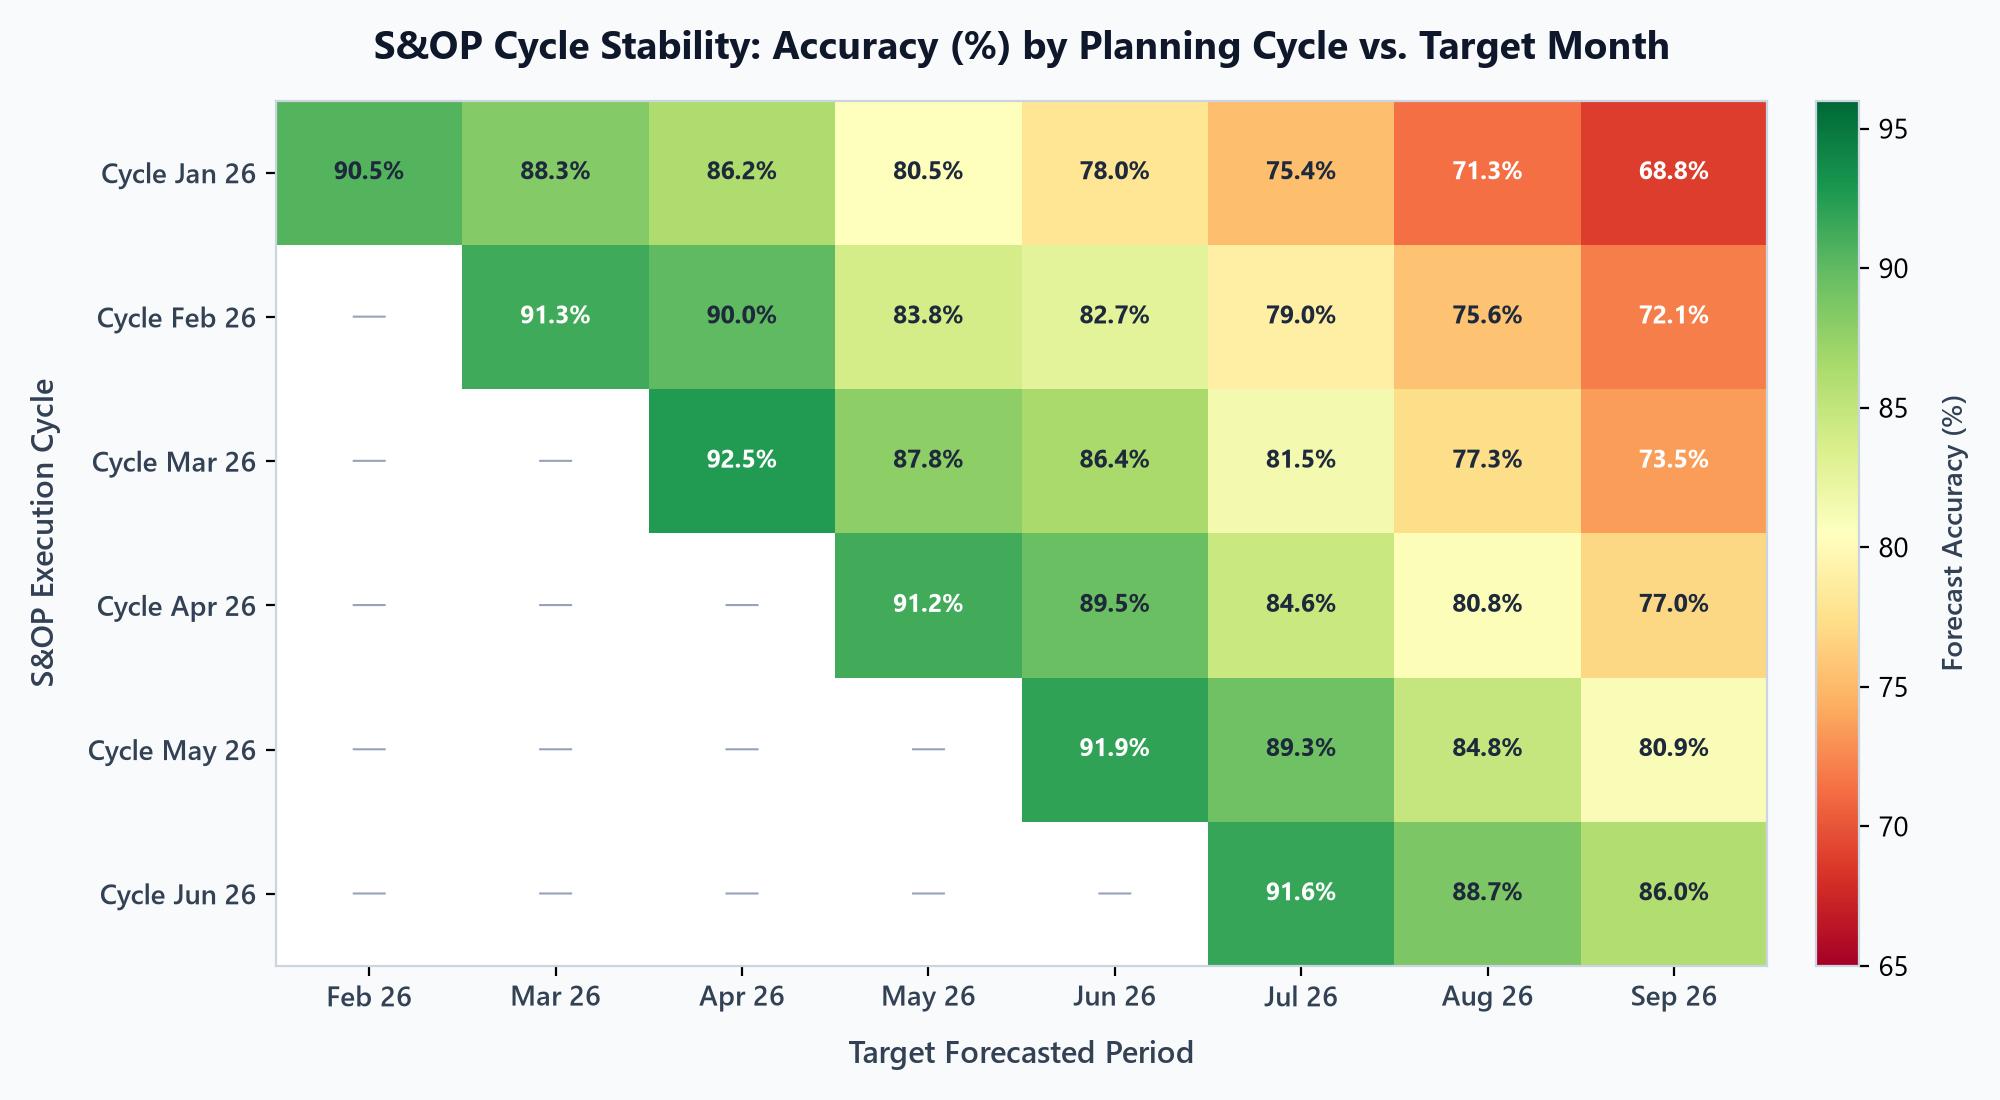 S&OP Cycle Stability: Accuracy (%) by Planning Cycle vs. Target Month
S&OP Execution Cycle
Cycle Jan 26 90.5% 88.3% 86.2% 80.5% 78.0% 75.4% 71.3% 68.8%
Cycle Feb 26 — 91.3% 90.0% 83.8% 82.7% 79.0% 75.6% 72.1%
Cycle Mar 26 — — 92.5% 87.8% 86.4% 81.5% 77.3% 73.5%
Cycle Apr 26 — — — 91.2% 89.5% 84.6% 80.8% 77.0%
Cycle May 26 — — — — 91.9% 89.3% 84.8% 80.9%
Cycle Jun 26 — — — — — 91.6% 88.7% 86.0%
Feb 26 Mar 26 Apr 26 May 26 Jun 26 Jul 26 Aug 26 Sep 26
Target Forecasted Period
95
90
85
80
75
70
65
Forecast Accuracy (%)